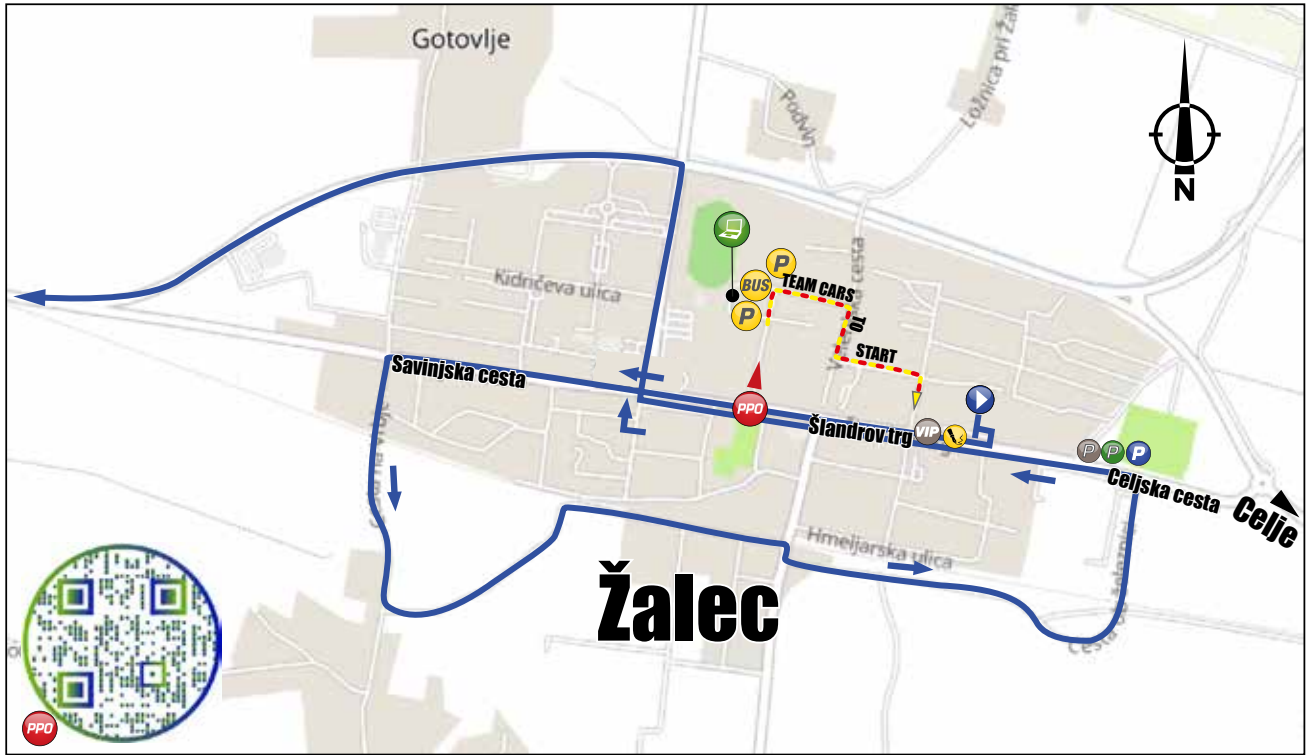 Gotovlje
Podvin
Ložnica pri Žal
N
Kidričeva ulica
P
BUS
P
TEAM CARS
TO
START
Savinjska cesta
PPO
Šlandrov trg
VIP
P
P
P
Celjska cesta
Celje
Hmeljarska ulica
Žalec
PPO